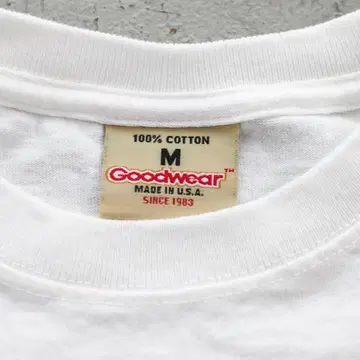 100% COTTON
M
Goodwear™
MADE IN U.S.A.
SINCE 1983